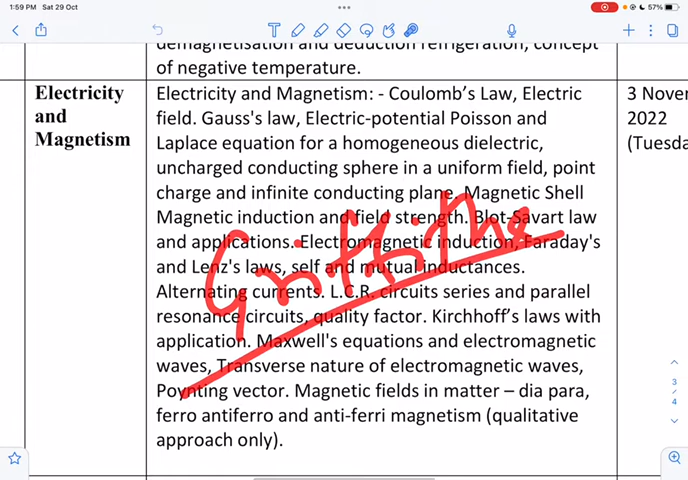 1:59 PM Sat 29 Oct
57%
demagnetisation and deduction refrigeration, concept
of negative temperature.
Electricity
and
Magnetism
Electricity and Magnetism: - Coulomb's Law, Electric
field. Gauss's law, Electric-potential Poisson and
Laplace equation for a homogeneous dielectric,
uncharged conducting sphere in a uniform field, point
charge and infinite conducting plane. Magnetic Shell
Magnetic induction and field strength. Blot-Savart law
and applications. Electromagnetic induction, Faraday's
and Lenz's laws, self and mutual inductances.
Alternating currents. L.C.R. circuits series and parallel
resonance circuits, quality factor. Kirchhoff's laws with
application. Maxwell's equations and electromagnetic
waves, Transverse nature of electromagnetic waves,
Poynting vector. Magnetic fields in matter – dia para,
ferro antiferro and anti-ferri magnetism (qualitative
approach only).
3 Nover
2022
(Tuesda
Griffiths
3
4